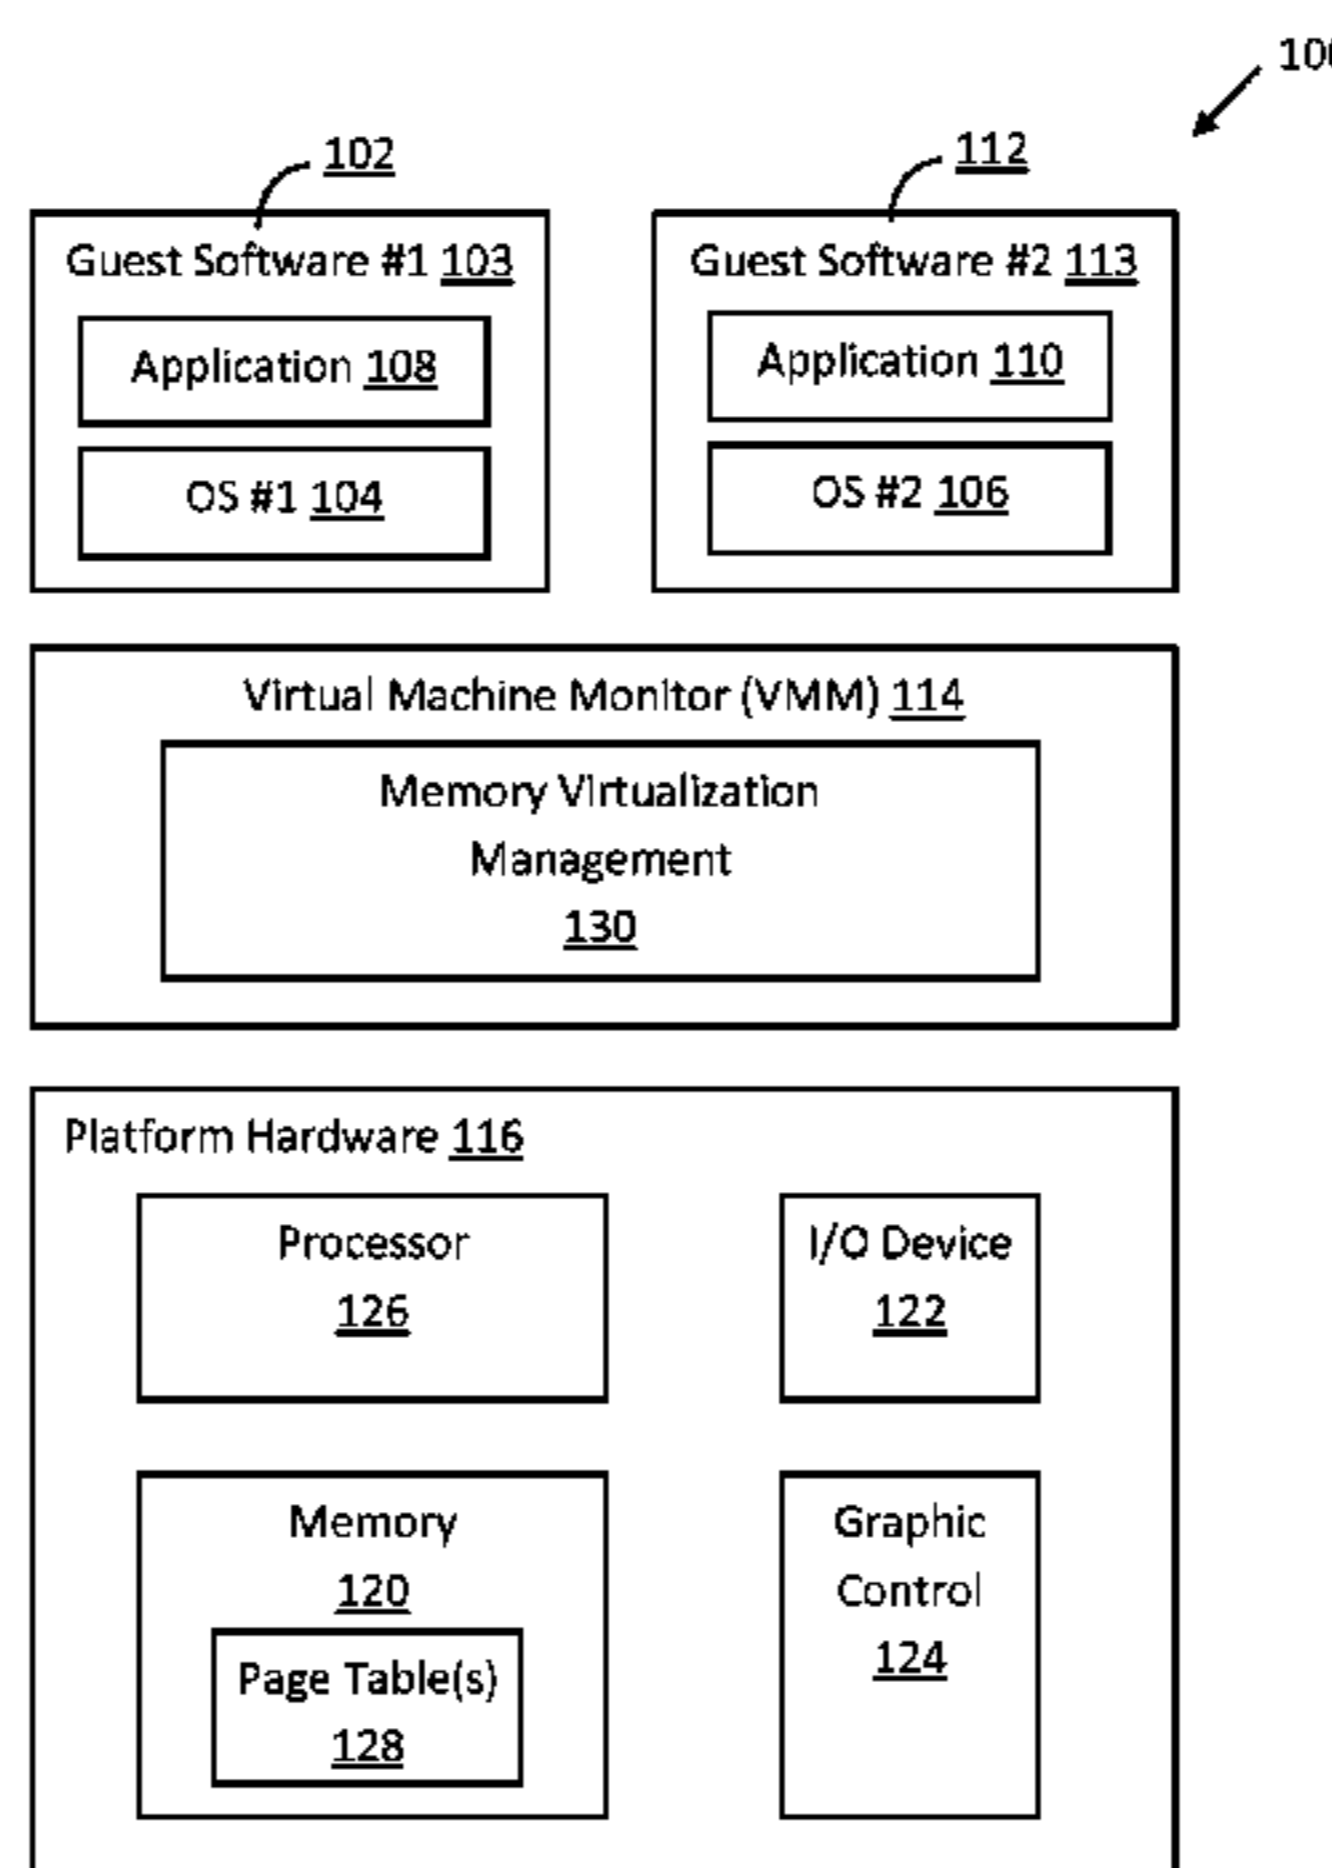 10
102
112
Guest Software #1 103
Guest Software #2 113
Application 108
Application 110
OS #1 104
OS #2 106
Virtual Machine Monitor (VMM) 114
Memory Virtualization
Management
130
Platform Hardware 116
Processor
126
I/O Device
122
Memory
120
Page Table(s)
128
Graphic
Control
124